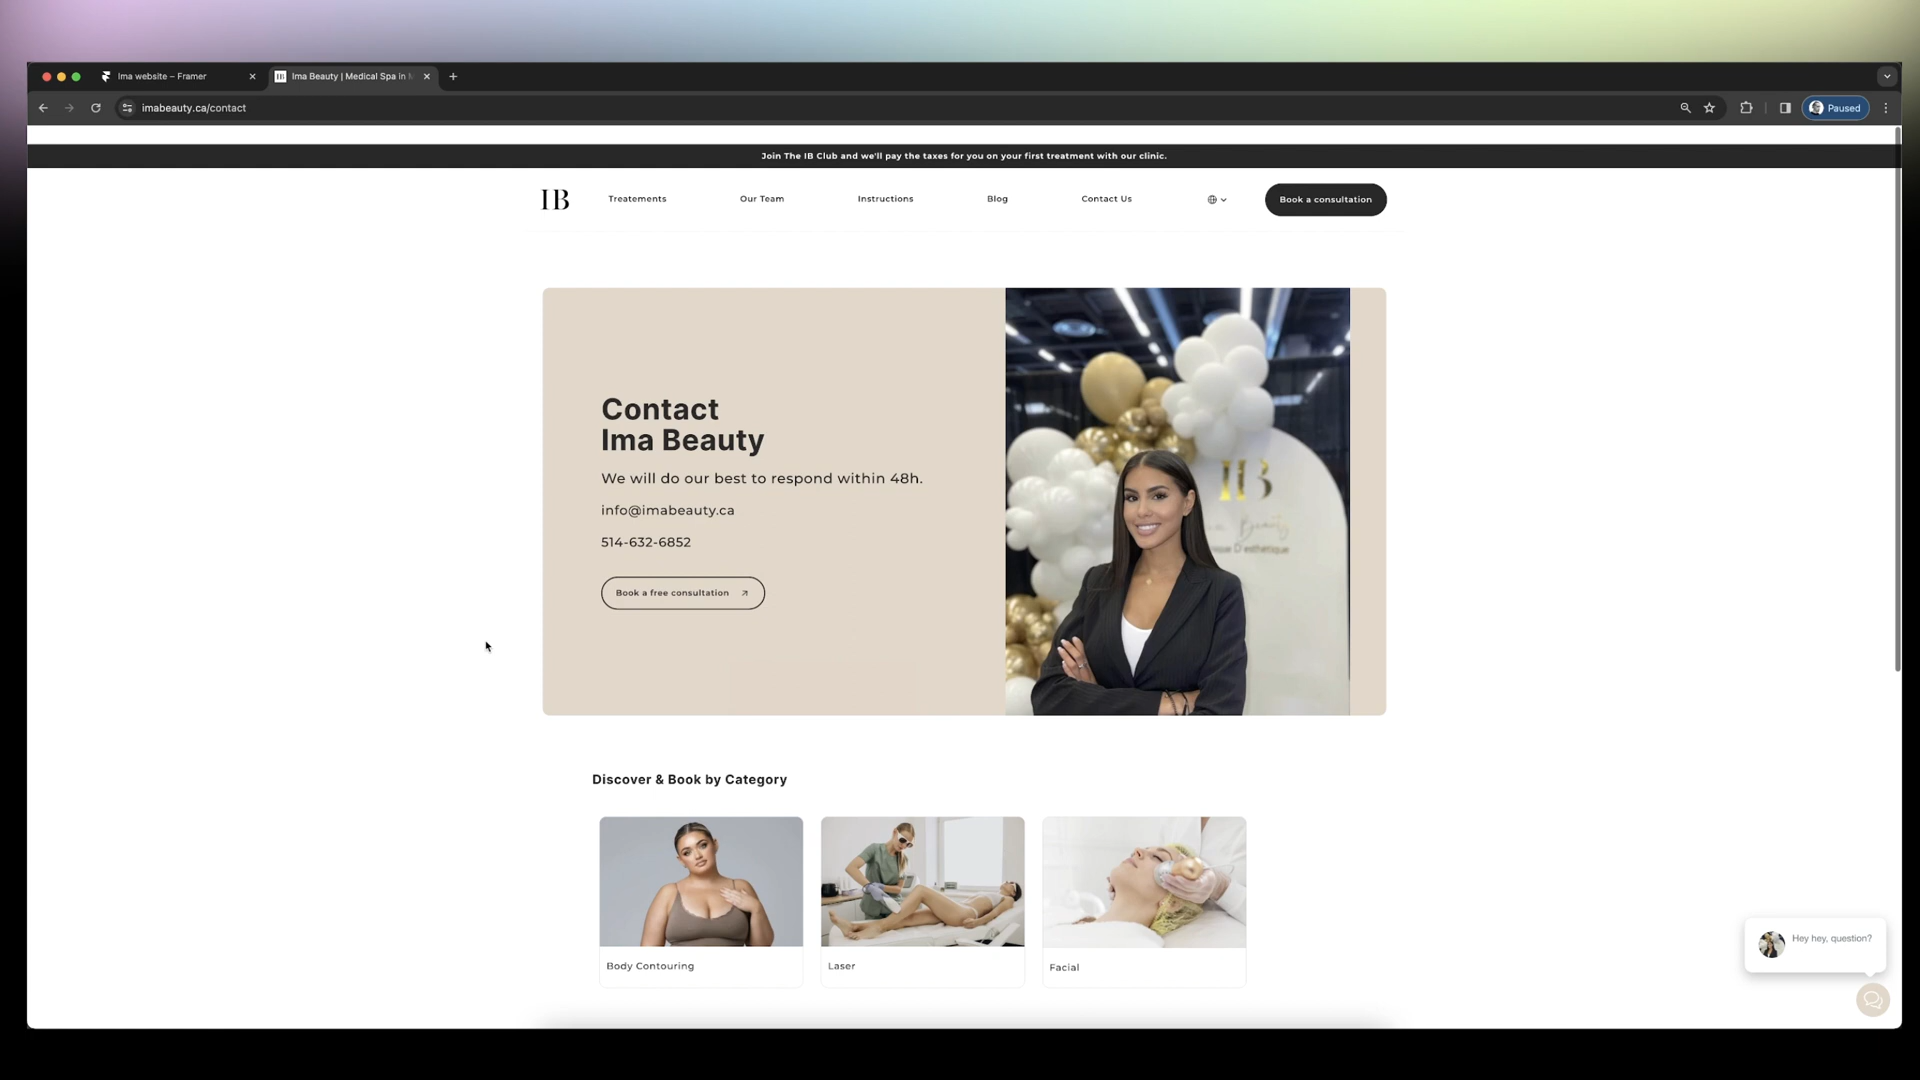 Ima website – Framer
Ima Beauty | Medical Spa in
imabeauty.ca/contact
Paused
Join The IB Club and we'll pay the taxes for you on your first treatment with our clinic.
IB
Treatements
Our Team
Instructions
Blog
Contact Us
Book a consultation
Contact
Ima Beauty
We will do our best to respond within 48h.
info@imabeauty.ca
514-632-6852
Book a free consultation
IB
Beauty
D'esthétique
Discover & Book by Category
Body Contouring
Laser
Facial
Hey hey, question?